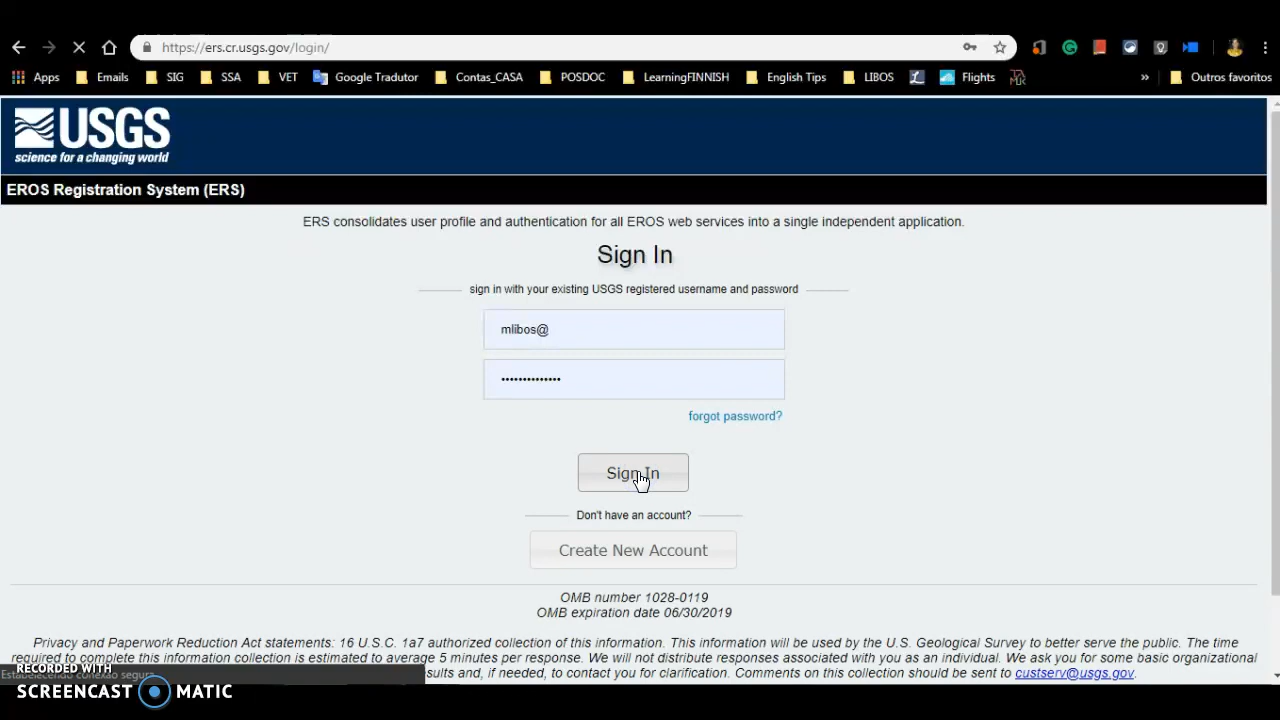 https://ers.cr.usgs.gov/login/
Apps Emails SIG SSA VET Google Tradutor Contas_CASA POSDOC LearningFINNISH English Tips LIBOS Flights » Outros favoritos
USGS
science for a changing world
EROS Registration System (ERS)
ERS consolidates user profile and authentication for all EROS web services into a single independent application.
Sign In
sign in with your existing USGS registered username and password
mlibos@
••••••••••••••
forgot password?
Sign In
Don't have an account?
Create New Account
OMB number 1028-0119
OMB expiration date 06/30/2019
Privacy and Paperwork Reduction Act statements: 16 U.S.C. 1a7 authorized collection of this information. This information will be used by the U.S. Geological Survey to better serve the public. The time
required to complete this information collection is estimated to average 5 minutes per response. We will not distribute responses associated with you as an individual. We ask you for some basic organizational
results and, if needed, to contact you for clarification. Comments on this collection should be sent to custserv@usgs.gov.
Estabelecendo conexão segura
RECORDED WITH
SCREENCAST MATIC